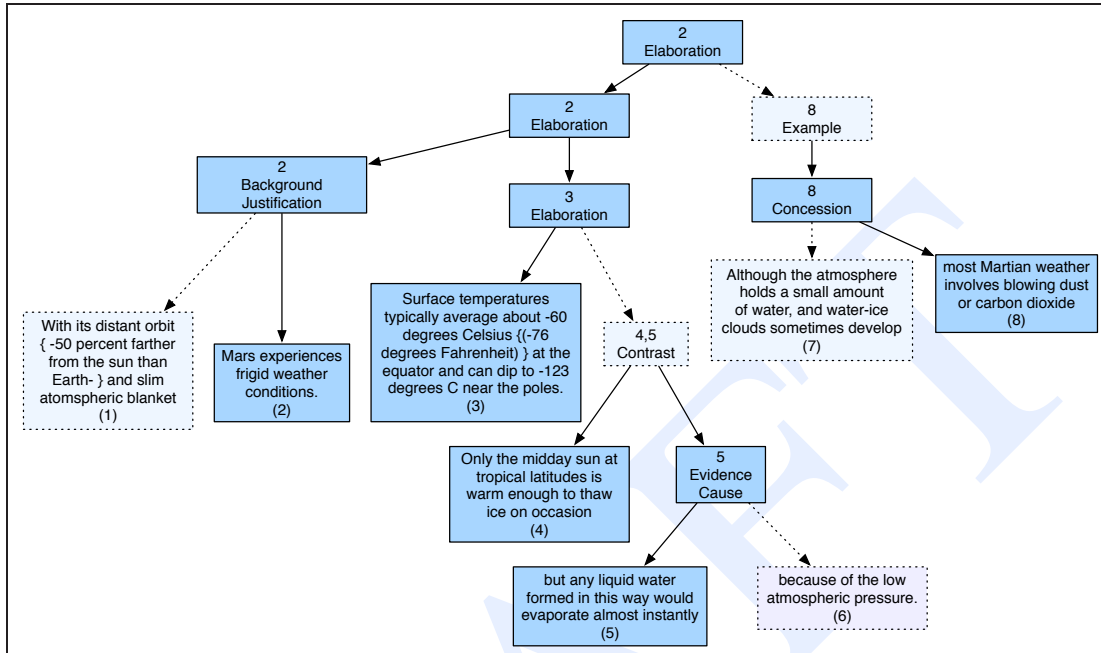 2
Elaboration
2
Elaboration
8
Example
2
Background
Justification
3
Elaboration
8
Concession
With its distant orbit
{ -50 percent farther
from the sun than
Earth- } and slim
atomspheric blanket
(1)
Mars experiences
frigid weather
conditions.
(2)
Surface temperatures
typically average about -60
degrees Celsius {(-76
degrees Fahrenheit) } at the
equator and can dip to -123
degrees C near the poles.
(3)
4,5
Contrast
Although the atmosphere
holds a small amount
of water, and water-ice
clouds sometimes develop
(7)
most Martian weather
involves blowing dust
or carbon dioxide
(8)
Only the midday sun at
tropical latitudes is
warm enough to thaw
ice on occasion
(4)
5
Evidence
Cause
but any liquid water
formed in this way would
evaporate almost instantly
(5)
because of the low
atmospheric pressure.
(6)